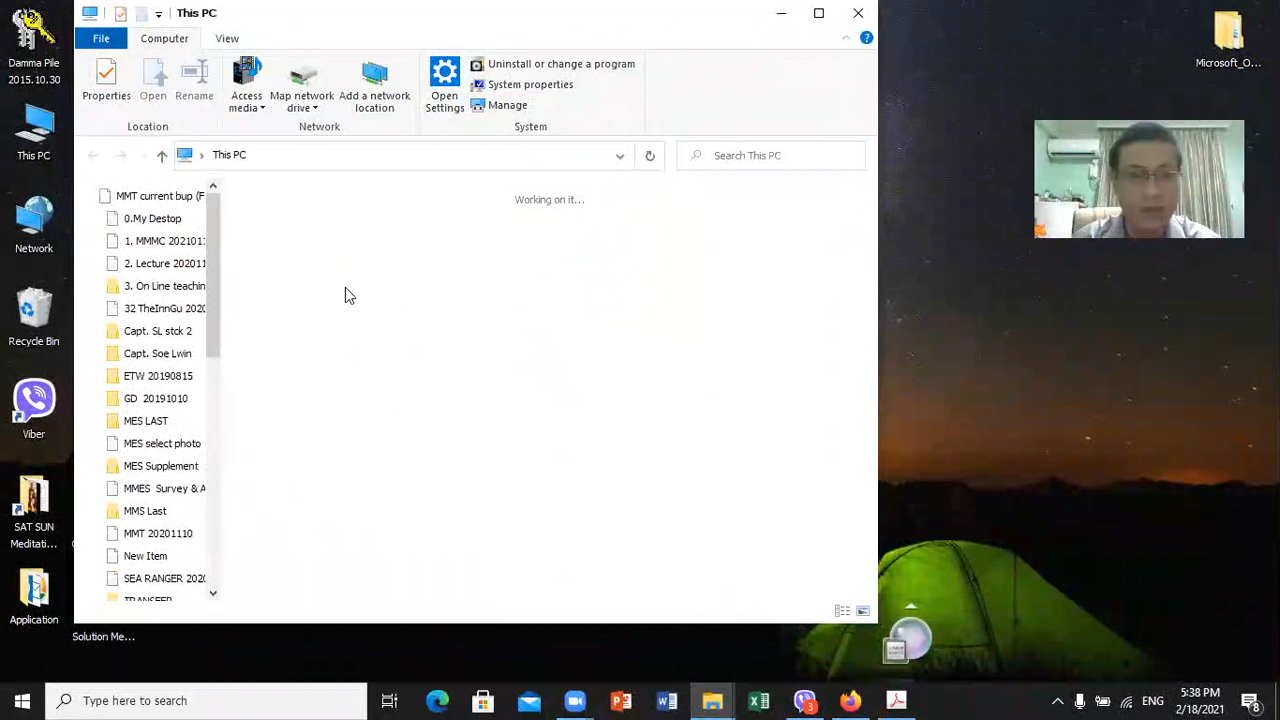 This PC
File
Computer
View
Properties
Open
Rename
Access media
Map network drive
Add a network location
Open Settings
Uninstall or change a program
System properties
Manage
Location
Network
System
This PC
Search This PC
Working on it...
MMT current bup (F
0.My Destop
1. MMMC 2021011
2. Lecture 202011
3. On Line teachin
32 TheInnGu 2020
Capt. SL stck 2
Capt. Soe Lwin
ETW 20190815
GD 20191010
MES LAST
MES select photo
MES Supplement
MMES Survey & A
MMS Last
MMT 20201110
New Item
SEA RANGER 2020
TRANSFER
Damma Pile
2015.10.30
This PC
Network
Recycle Bin
Viber
SAT SUN
Meditati...
Application
Solution Me...
Microsoft_O...
Type here to search
3
ENG
5:38 PM
2/18/2021
8